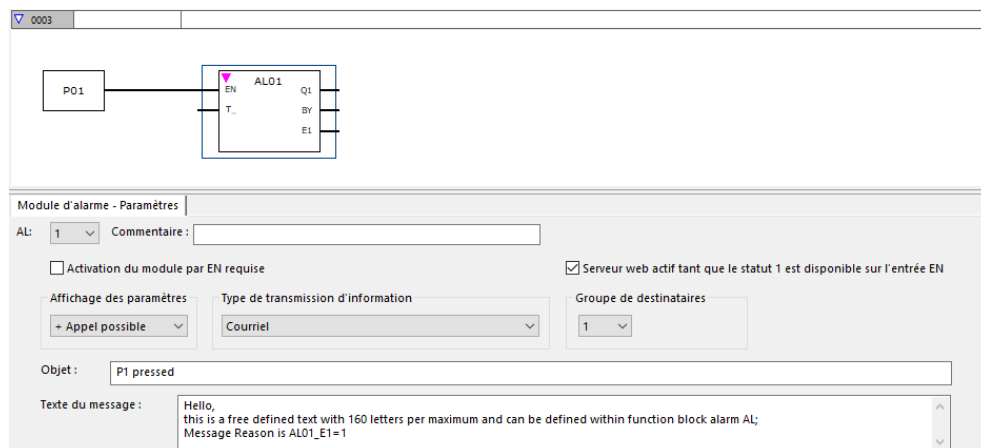 0003
AL01
P01
EN
Q1
T_
BY
E1
Module d'alarme - Paramètres
AL: 1 Commentaire :
Activation du module par EN requise
Serveur web actif tant que le statut 1 est disponible sur l'entrée EN
Affichage des paramètres
Type de transmission d'information
Groupe de destinataires
+ Appel possible
Courriel
1
Objet : P1 pressed
Texte du message : Hello,
this is a free defined text with 160 letters per maximum and can be defined within function block alarm AL;
Message Reason is AL01_E1=1